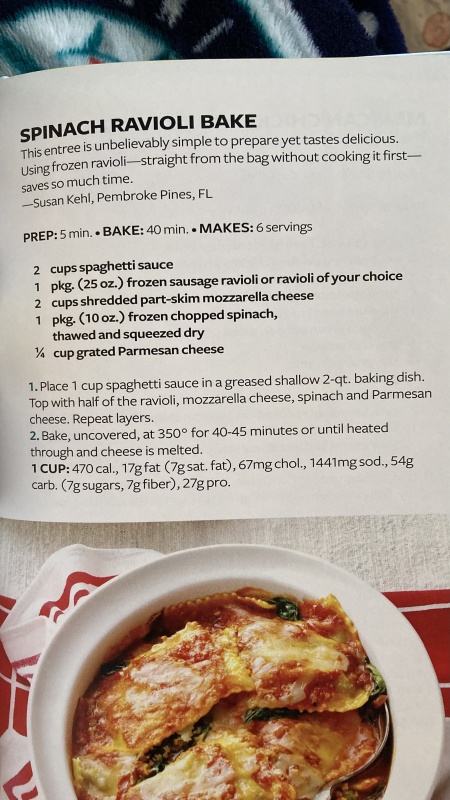 SPINACH RAVIOLI BAKE
This entree is unbelievably simple to prepare yet tastes delicious.
Using frozen ravioli—straight from the bag without cooking it first—
saves so much time.
—Susan Kehl, Pembroke Pines, FL
PREP: 5 min. • BAKE: 40 min. • MAKES: 6 servings
2 cups spaghetti sauce
1 pkg. (25 oz.) frozen sausage ravioli or ravioli of your choice
2 cups shredded part-skim mozzarella cheese
1 pkg. (10 oz.) frozen chopped spinach,
thawed and squeezed dry
¼ cup grated Parmesan cheese
1. Place 1 cup spaghetti sauce in a greased shallow 2-qt. baking dish.
Top with half of the ravioli, mozzarella cheese, spinach and Parmesan
cheese. Repeat layers.
2. Bake, uncovered, at 350° for 40-45 minutes or until heated
through and cheese is melted.
1 CUP: 470 cal., 17g fat (7g sat. fat), 67mg chol., 1441mg sod., 54g
carb. (7g sugars, 7g fiber), 27g pro.